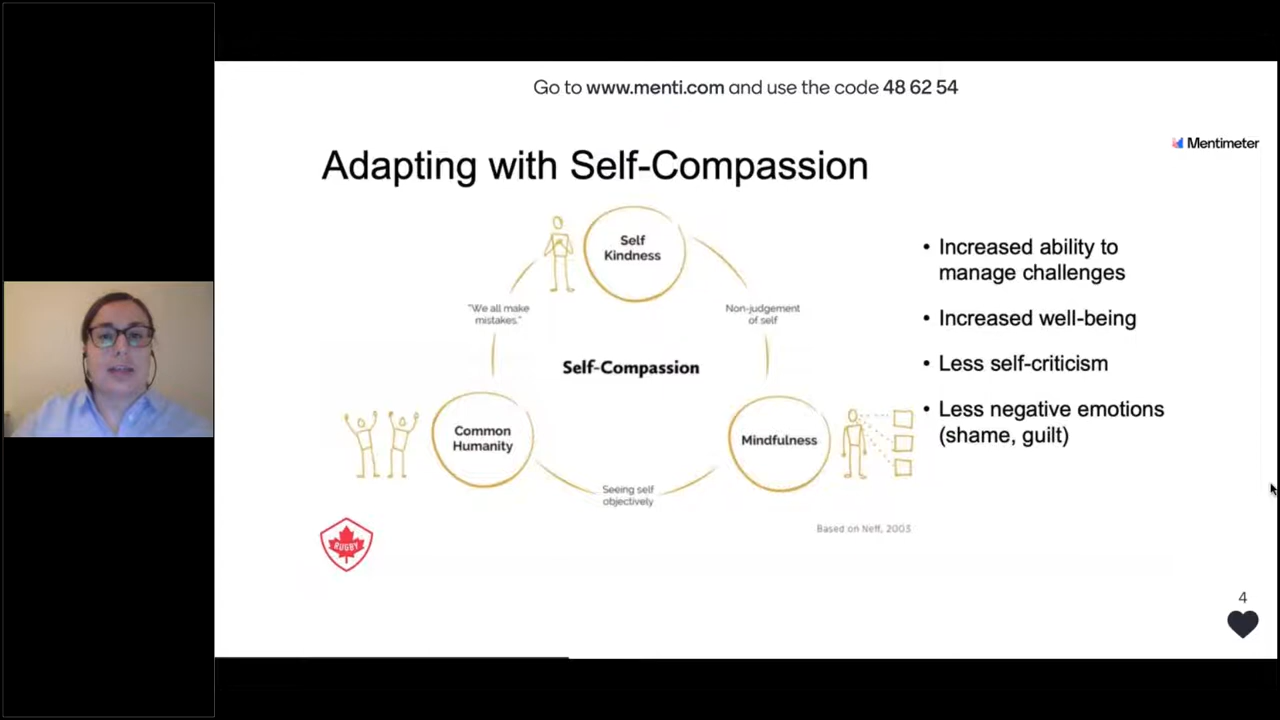 Go to www.menti.com and use the code 48 62 54
Mentimeter
Adapting with Self-Compassion
Self
Kindness
"We all make
mistakes."
Non-judgement
of self
Self-Compassion
Common
Humanity
Mindfulness
Seeing self
objectively
Based on Neff, 2003
• Increased ability to
manage challenges
• Increased well-being
• Less self-criticism
• Less negative emotions
(shame, guilt)
RUGBY
4